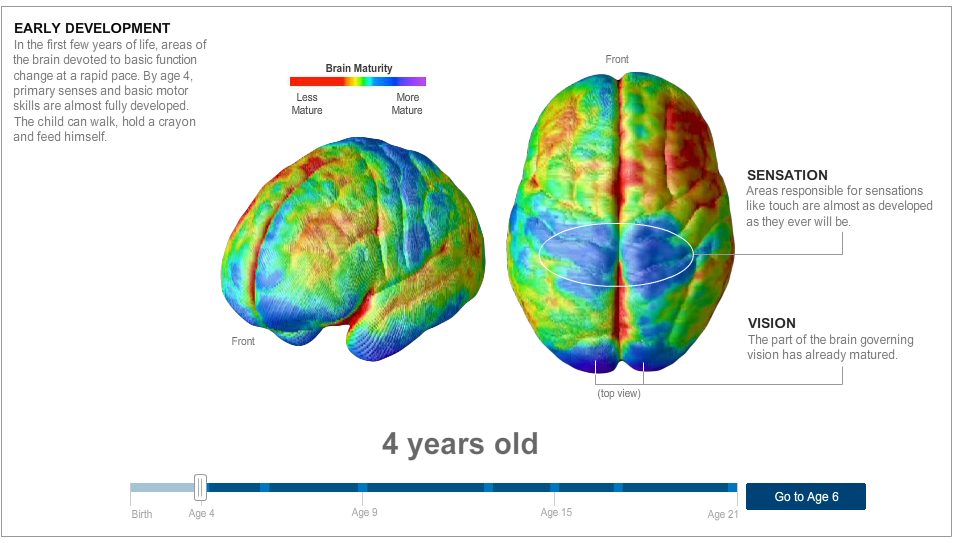 EARLY DEVELOPMENT
In the first few years of life, areas of
the brain devoted to basic function
change at a rapid pace. By age 4,
primary senses and basic motor
skills are almost fully developed.
The child can walk, hold a crayon
and feed himself.
Brain Maturity
Less
Mature
More
Mature
Front
Front
SENSATION
Areas responsible for sensations
like touch are almost as developed
as they ever will be.
VISION
The part of the brain governing
vision has already matured.
(top view)
4 years old
Birth
Age 4
Age 9
Age 15
Age 21
Go to Age 6